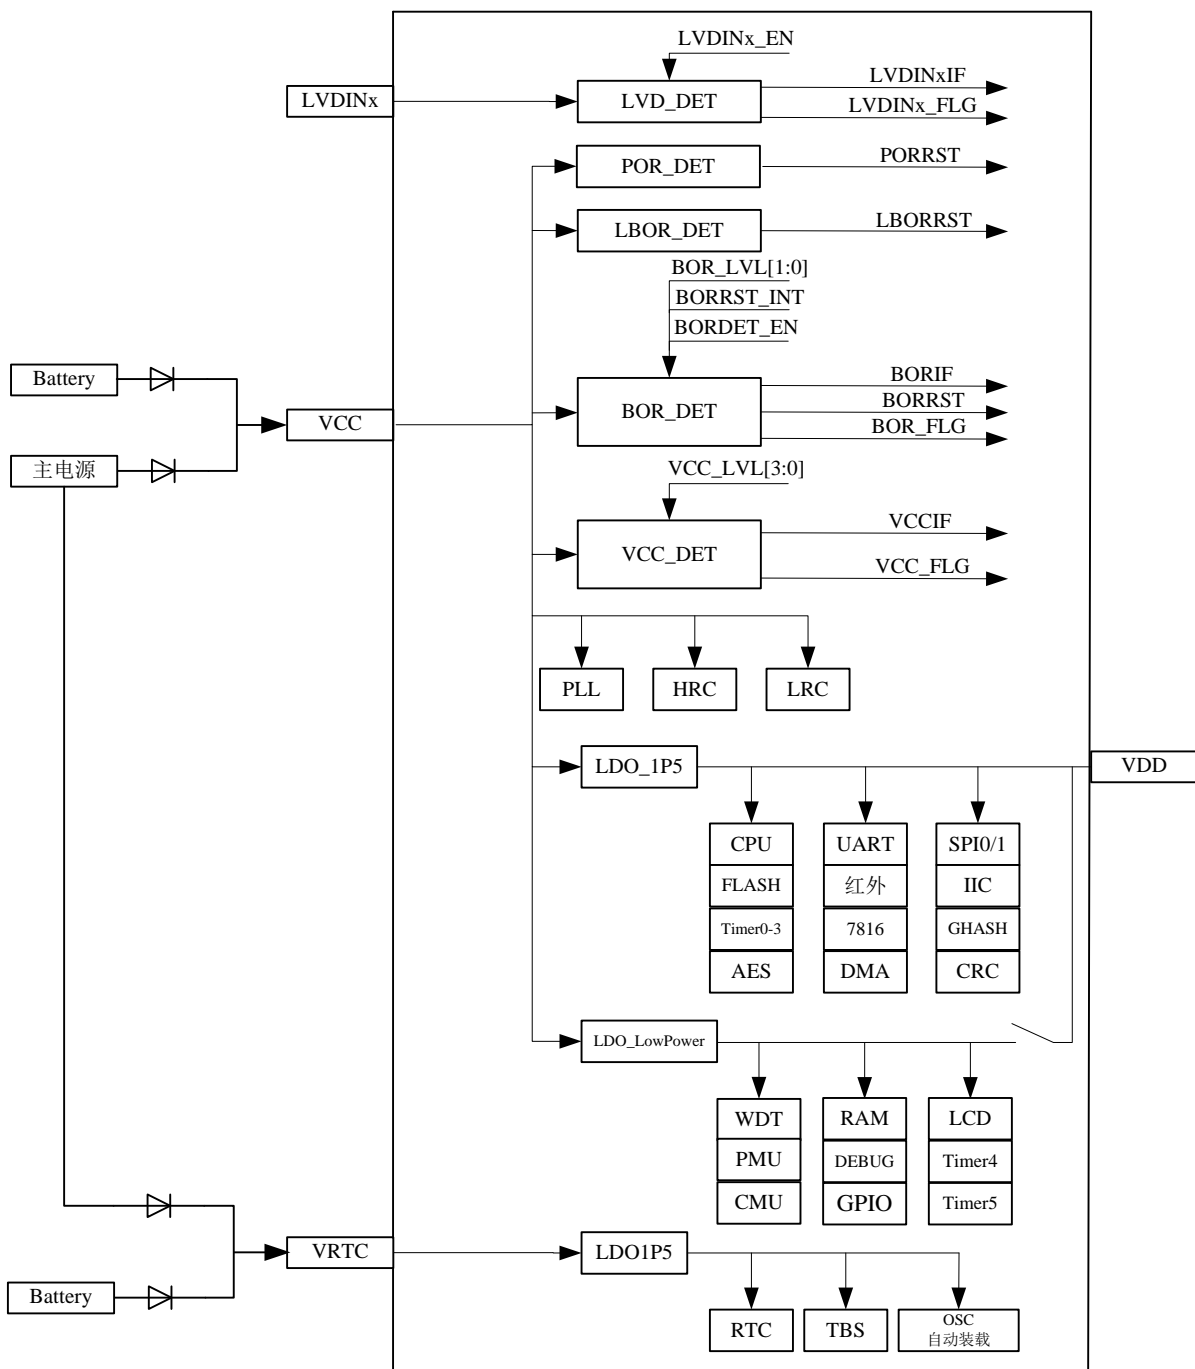 LVDINx_EN
LVDINx
LVD_DET
LVDINxIF
LVDINx_FLG
POR_DET
PORRST
LBOR_DET
LBORRST
BOR_LVL[1:0]
BORRST_INT
BORDET_EN
Battery
VCC
BOR_DET
BORIF
BORRST
BOR_FLG
主电源
VCC_LVL[3:0]
VCC_DET
VCCIF
VCC_FLG
PLL
HRC
LRC
LDO_1P5
VDD
CPU
UART
SPI0/1
FLASH
红外
IIC
Timer0-3
7816
GHASH
AES
DMA
CRC
LDO_LowPower
WDT
RAM
LCD
PMU
DEBUG
Timer4
CMU
GPIO
Timer5
VRTC
LDO1P5
Battery
RTC
TBS
OSC
自动装载